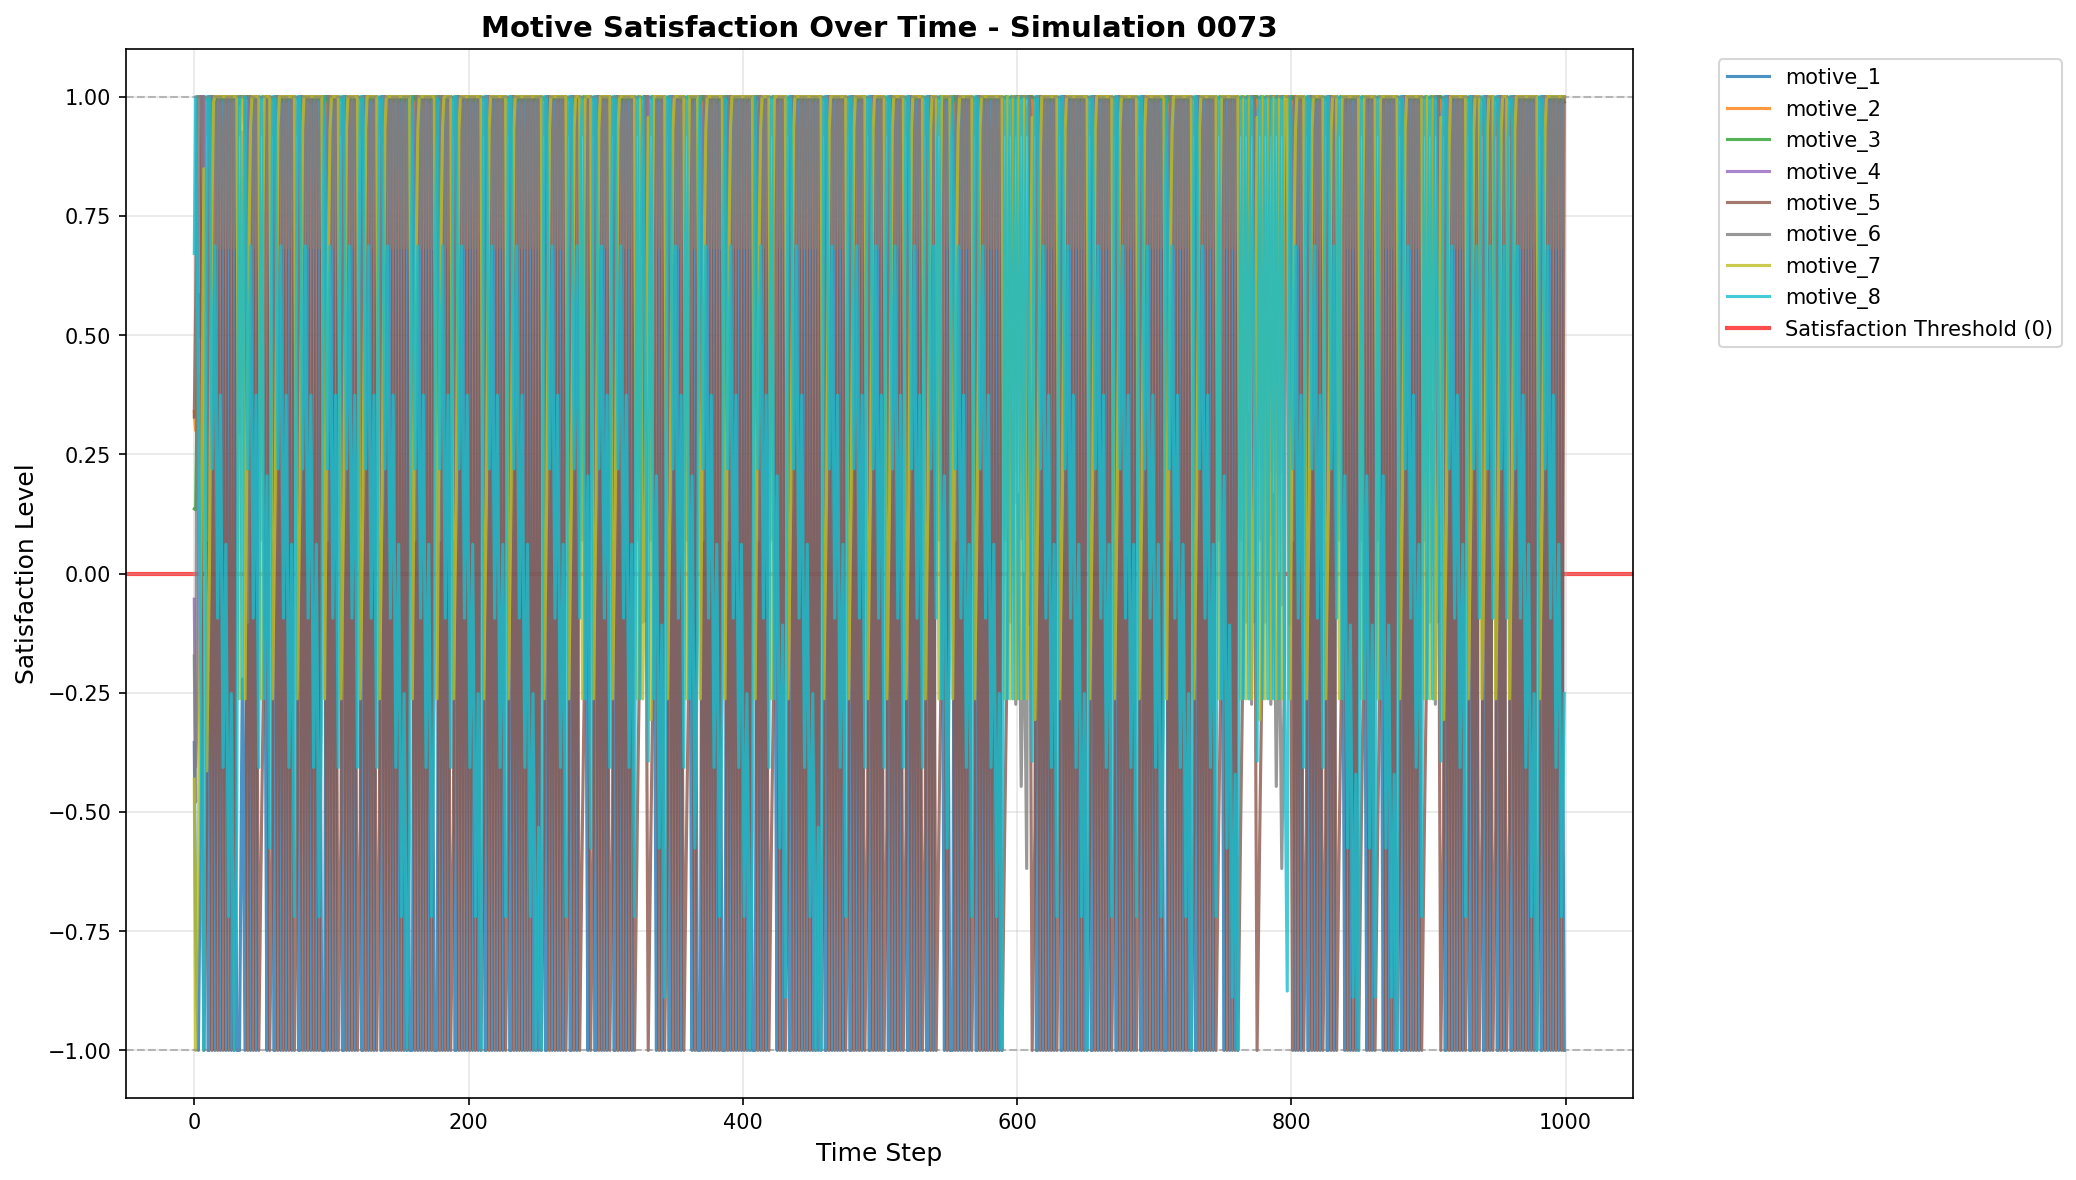 Motive Satisfaction Over Time - Simulation 0073
1.00
0.75
0.50
0.25
0.00
−0.25
−0.50
−0.75
−1.00
Satisfaction Level
0
200
400
600
800
1000
Time Step
motive_1
motive_2
motive_3
motive_4
motive_5
motive_6
motive_7
motive_8
Satisfaction Threshold (0)